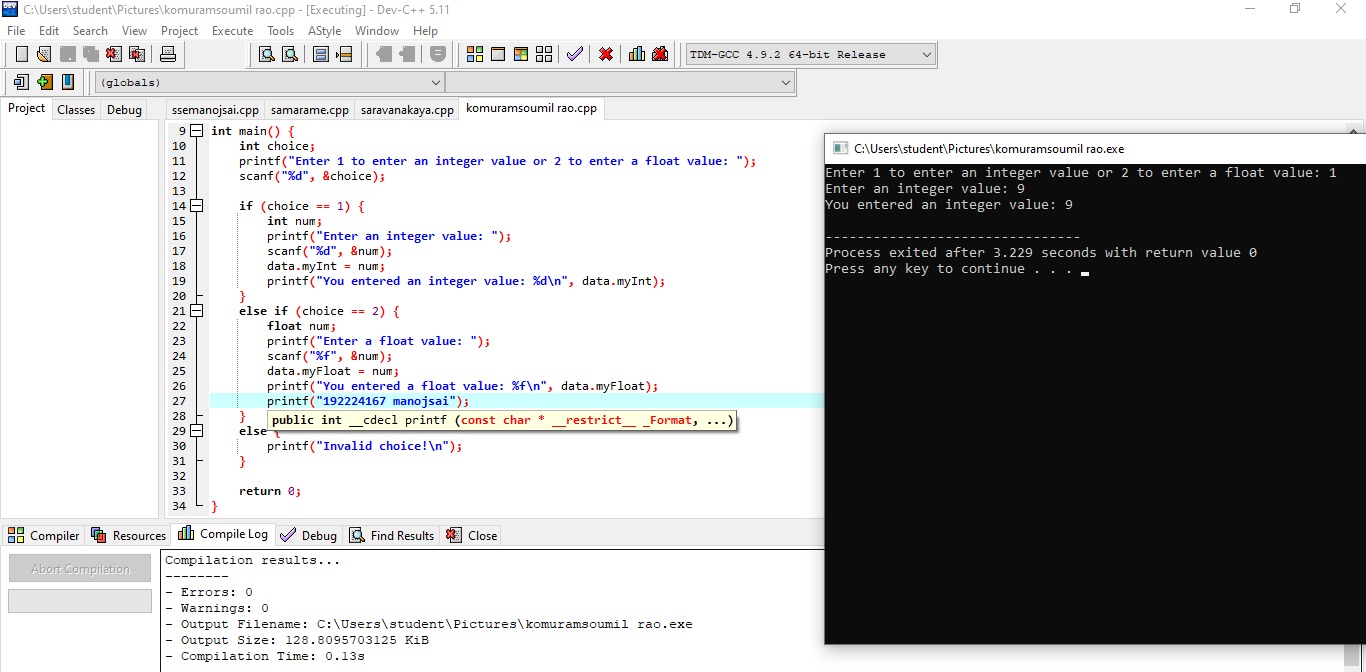 C:\Users\student\Pictures\komuramsoumil rao.cpp - [Executing] - Dev-C++ 5.11
File Edit Search View Project Execute Tools AStyle Window Help
TDM-GCC 4.9.2 64-bit Release
(globals)
Project Classes Debug
ssemanojsai.cpp samarame.cpp saravanakaya.cpp komuramsoumil rao.cpp
9 int main() {
10 int choice;
11 printf("Enter 1 to enter an integer value or 2 to enter a float value: ");
12 scanf("%d", &choice);
13
14 if (choice == 1) {
15 int num;
16 printf("Enter an integer value: ");
17 scanf("%d", &num);
18 data.myInt = num;
19 printf("You entered an integer value: %d\n", data.myInt);
20 }
21 else if (choice == 2) {
22 float num;
23 printf("Enter a float value: ");
24 scanf("%f", &num);
25 data.myFloat = num;
26 printf("You entered a float value: %f\n", data.myFloat);
27 printf("192224167 manojsai");
28 }
public int __cdecl printf (const char * __restrict__ _Format, ...)
29 else {
30 printf("Invalid choice!\n");
31 }
32
33 return 0;
34 }
C:\Users\student\Pictures\komuramsoumil rao.exe
Enter 1 to enter an integer value or 2 to enter a float value: 1
Enter an integer value: 9
You entered an integer value: 9
--------------------------------
Process exited after 3.229 seconds with return value 0
Press any key to continue . . .
Compiler Resources Compile Log Debug Find Results Close
Abort Compilation
Compilation results...
--------
- Errors: 0
- Warnings: 0
- Output Filename: C:\Users\student\Pictures\komuramsoumil rao.exe
- Output Size: 128.8095703125 KiB
- Compilation Time: 0.13s